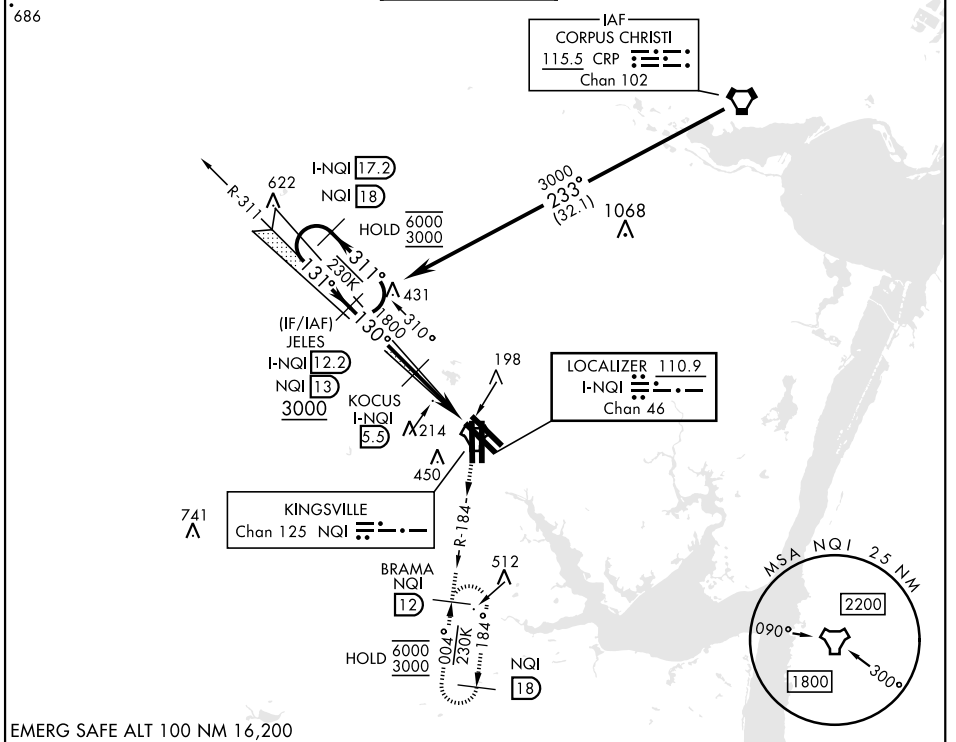 686
IAF
CORPUS CHRISTI
115.5 CRP
Chan 102
I-NQI 17.2
NQI 18
622
R-311
HOLD 6000
3000
3000
233°
(32.1)
1068
311°
230K
131°
431
310°
1800
130°
(IF/IAF)
JELES
I-NQI 12.2
NQI 13
3000
KOCUS
I-NQI
5.5
214
198
LOCALIZER 110.9
I-NQI
Chan 46
450
KINGSVILLE
Chan 125 NQI
741
R-184
BRAMA
NQI
12
512
HOLD 6000
3000
004°
230K
184°
NQI
18
MSA NQI 25 NM
2200
090°
1800
300°
EMERG SAFE ALT 100 NM 16,200